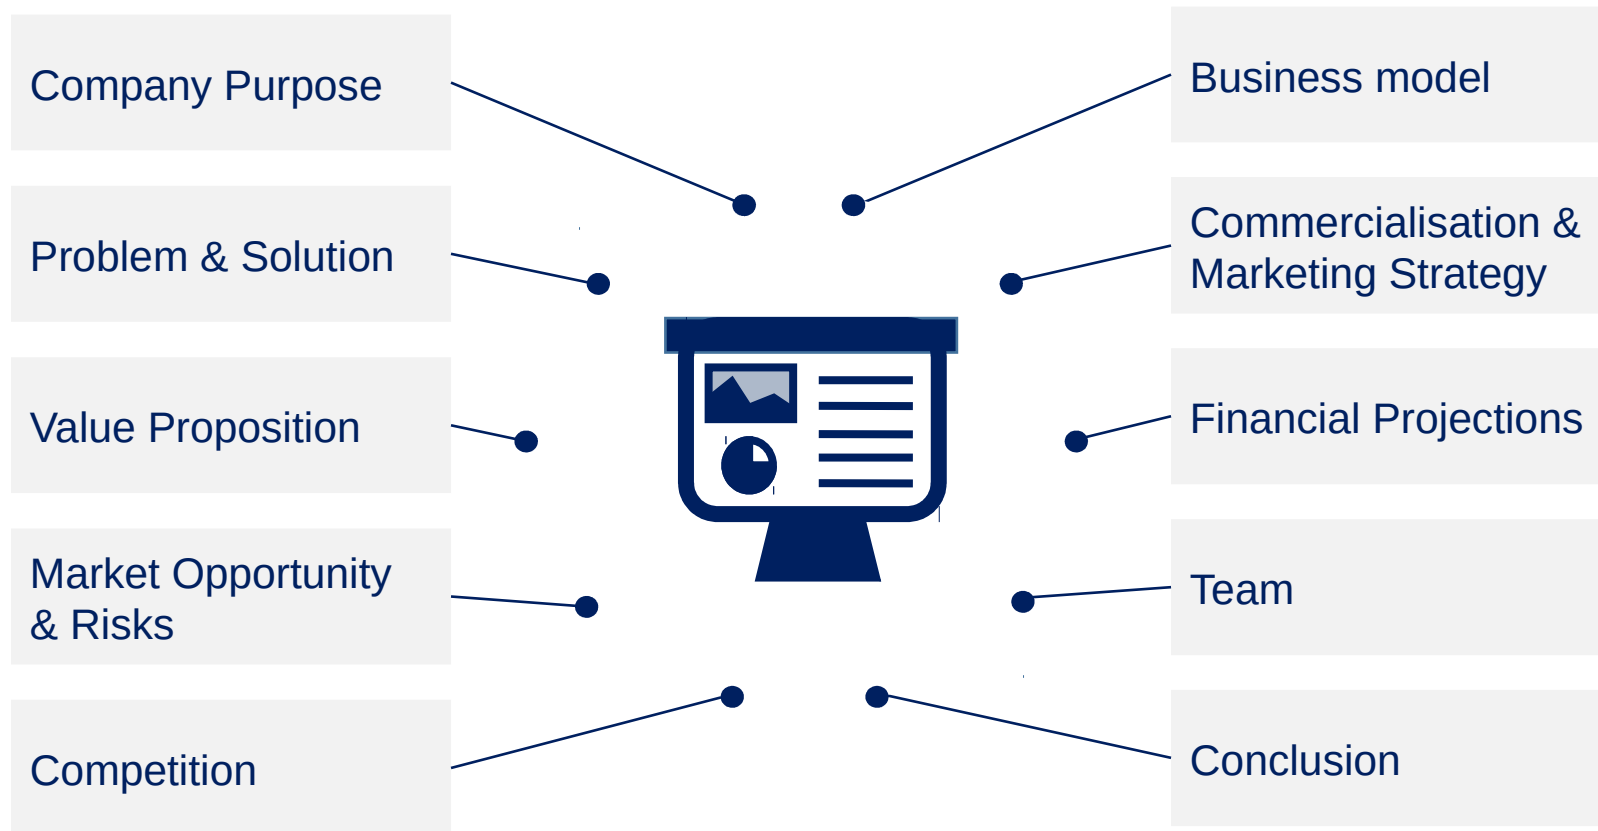 Company Purpose
Problem & Solution
Value Proposition
Market Opportunity
& Risks
Competition
Business model
Commercialisation &
Marketing Strategy
Financial Projections
Team
Conclusion